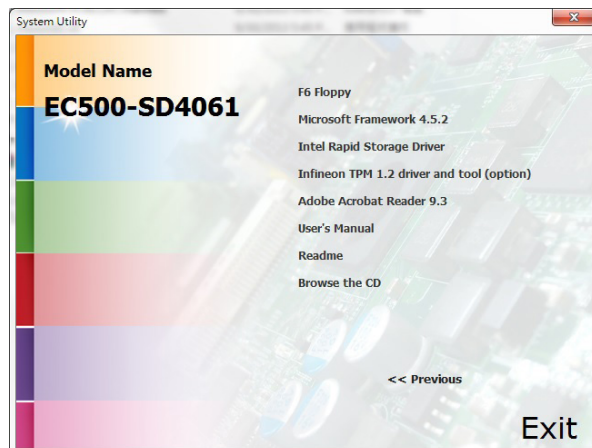 System Utility
Model Name
EC500-SD4061
F6 Floppy
Microsoft Framework 4.5.2
Intel Rapid Storage Driver
Infineon TPM 1.2 driver and tool (option)
Adobe Acrobat Reader 9.3
User's Manual
Readme
Browse the CD
<< Previous
Exit